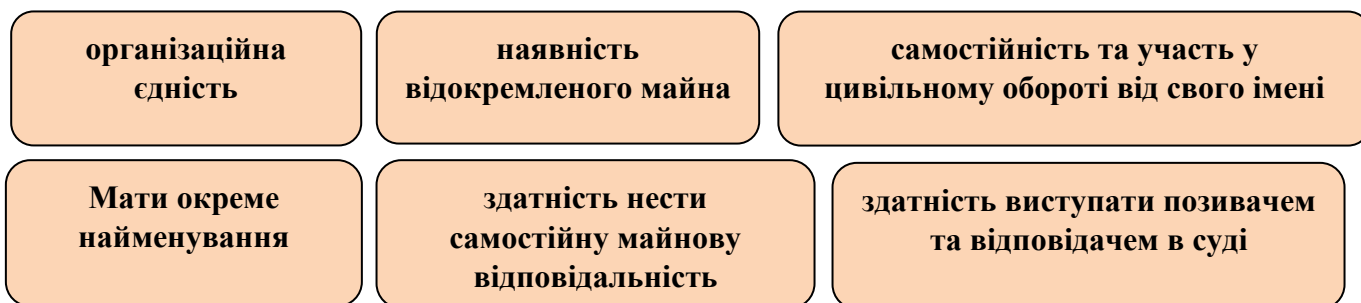 організаційна
єдність
наявність
відокремленого майна
самостійність та участь у
цивільному обороті від свого імені
Мати окреме
найменування
здатність нести
самостійну майнову
відповідальність
здатність виступати позивачем
та відповідачем в суді